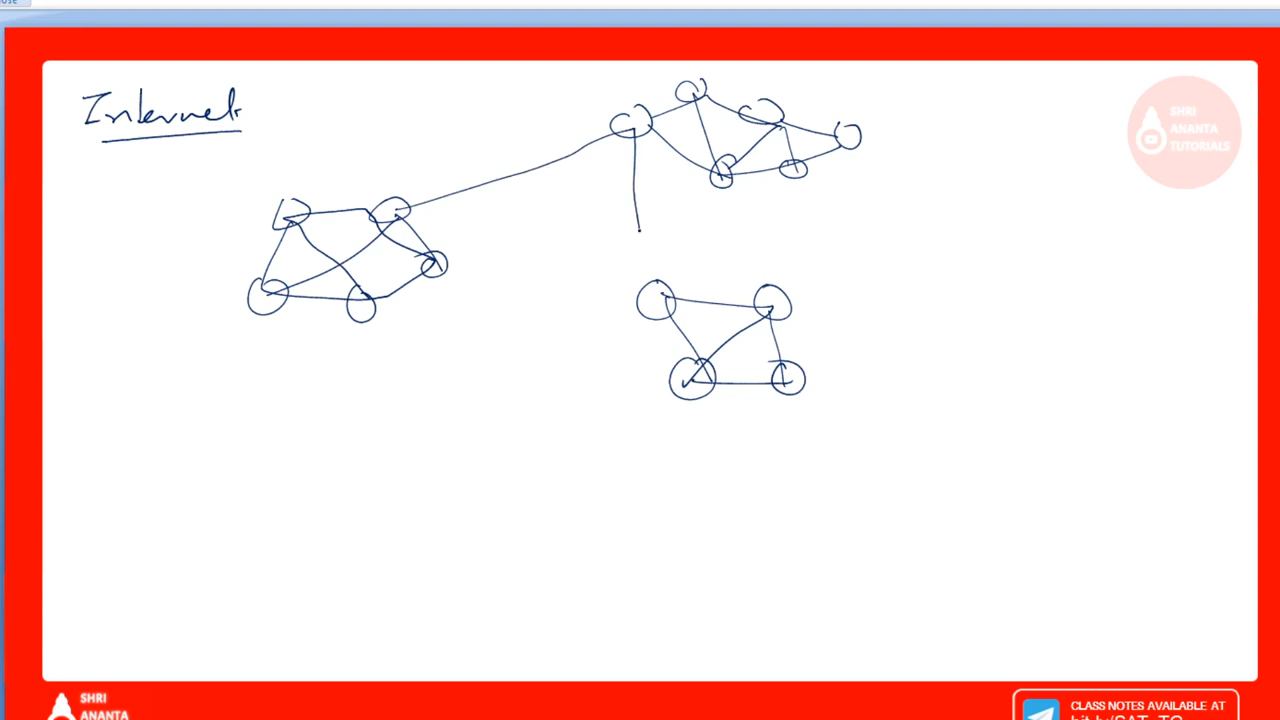 Internet
SHRI
ANANTA
TUTORIALS
SHRI
ANANTA
CLASS NOTES AVAILABLE AT